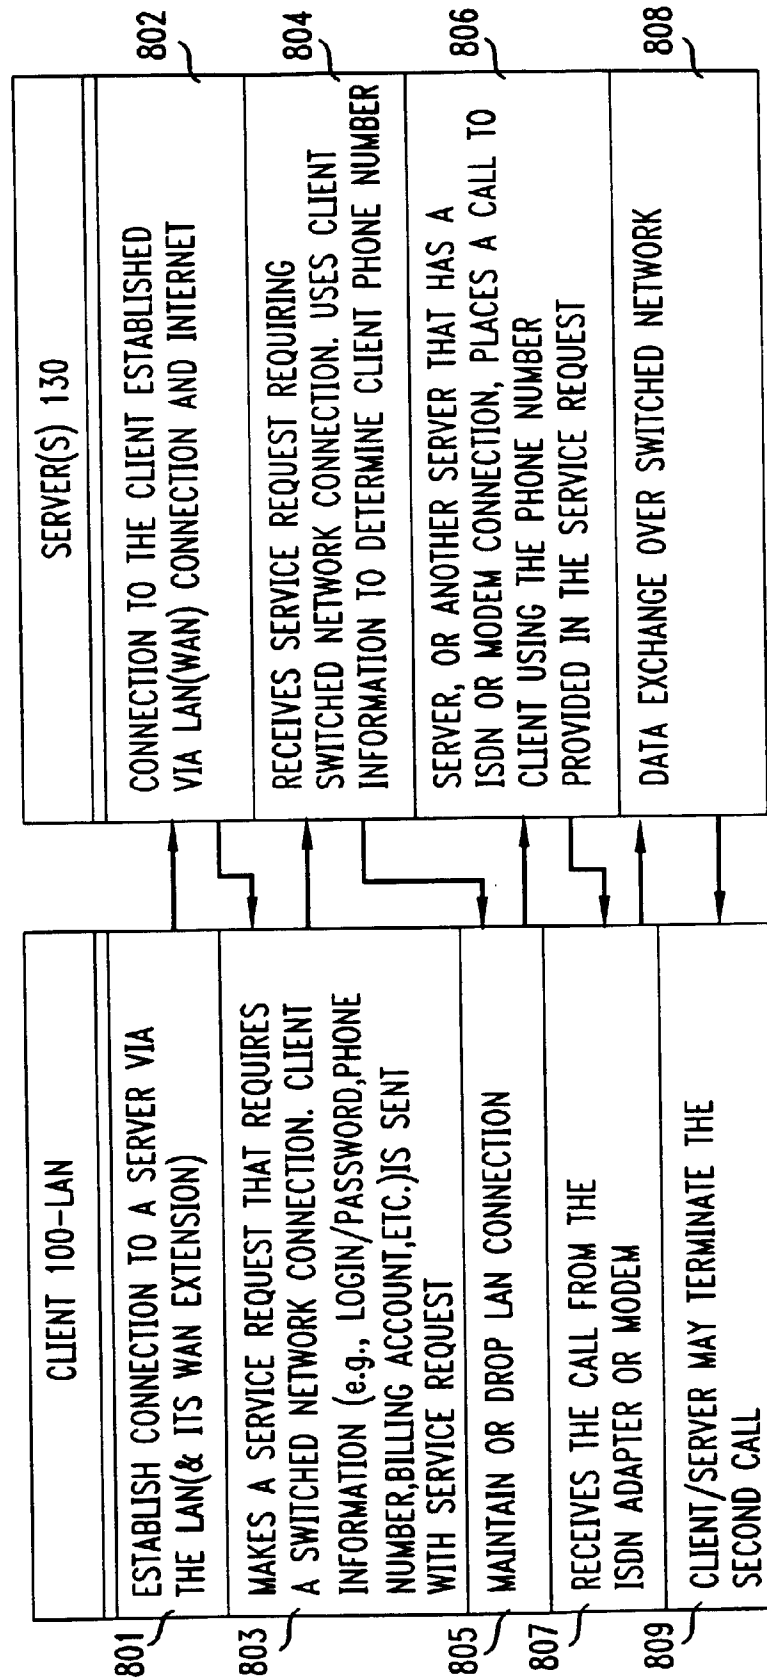 CLIENT 100-LAN
801
ESTABLISH CONNECTION TO A SERVER VIA
THE LAN(& ITS WAN EXTENSION)
803
MAKES A SERVICE REQUEST THAT REQUIRES
A SWITCHED NETWORK CONNECTION. CLIENT
INFORMATION (e.g., LOGIN/PASSWORD,PHONE
NUMBER,BILLING ACCOUNT,ETC.)IS SENT
WITH SERVICE REQUEST
805
MAINTAIN OR DROP LAN CONNECTION
807
RECEIVES THE CALL FROM THE
ISDN ADAPTER OR MODEM
809
CLIENT/SERVER MAY TERMINATE THE
SECOND CALL
SERVER(S) 130
CONNECTION TO THE CLIENT ESTABLISHED
VIA LAN(WAN) CONNECTION AND INTERNET
802
RECEIVES SERVICE REQUEST REQUIRING
SWITCHED NETWORK CONNECTION. USES CLIENT
INFORMATION TO DETERMINE CLIENT PHONE NUMBER
804
SERVER, OR ANOTHER SERVER THAT HAS A
ISDN OR MODEM CONNECTION, PLACES A CALL TO
CLIENT USING THE PHONE NUMBER
PROVIDED IN THE SERVICE REQUEST
806
DATA EXCHANGE OVER SWITCHED NETWORK
808